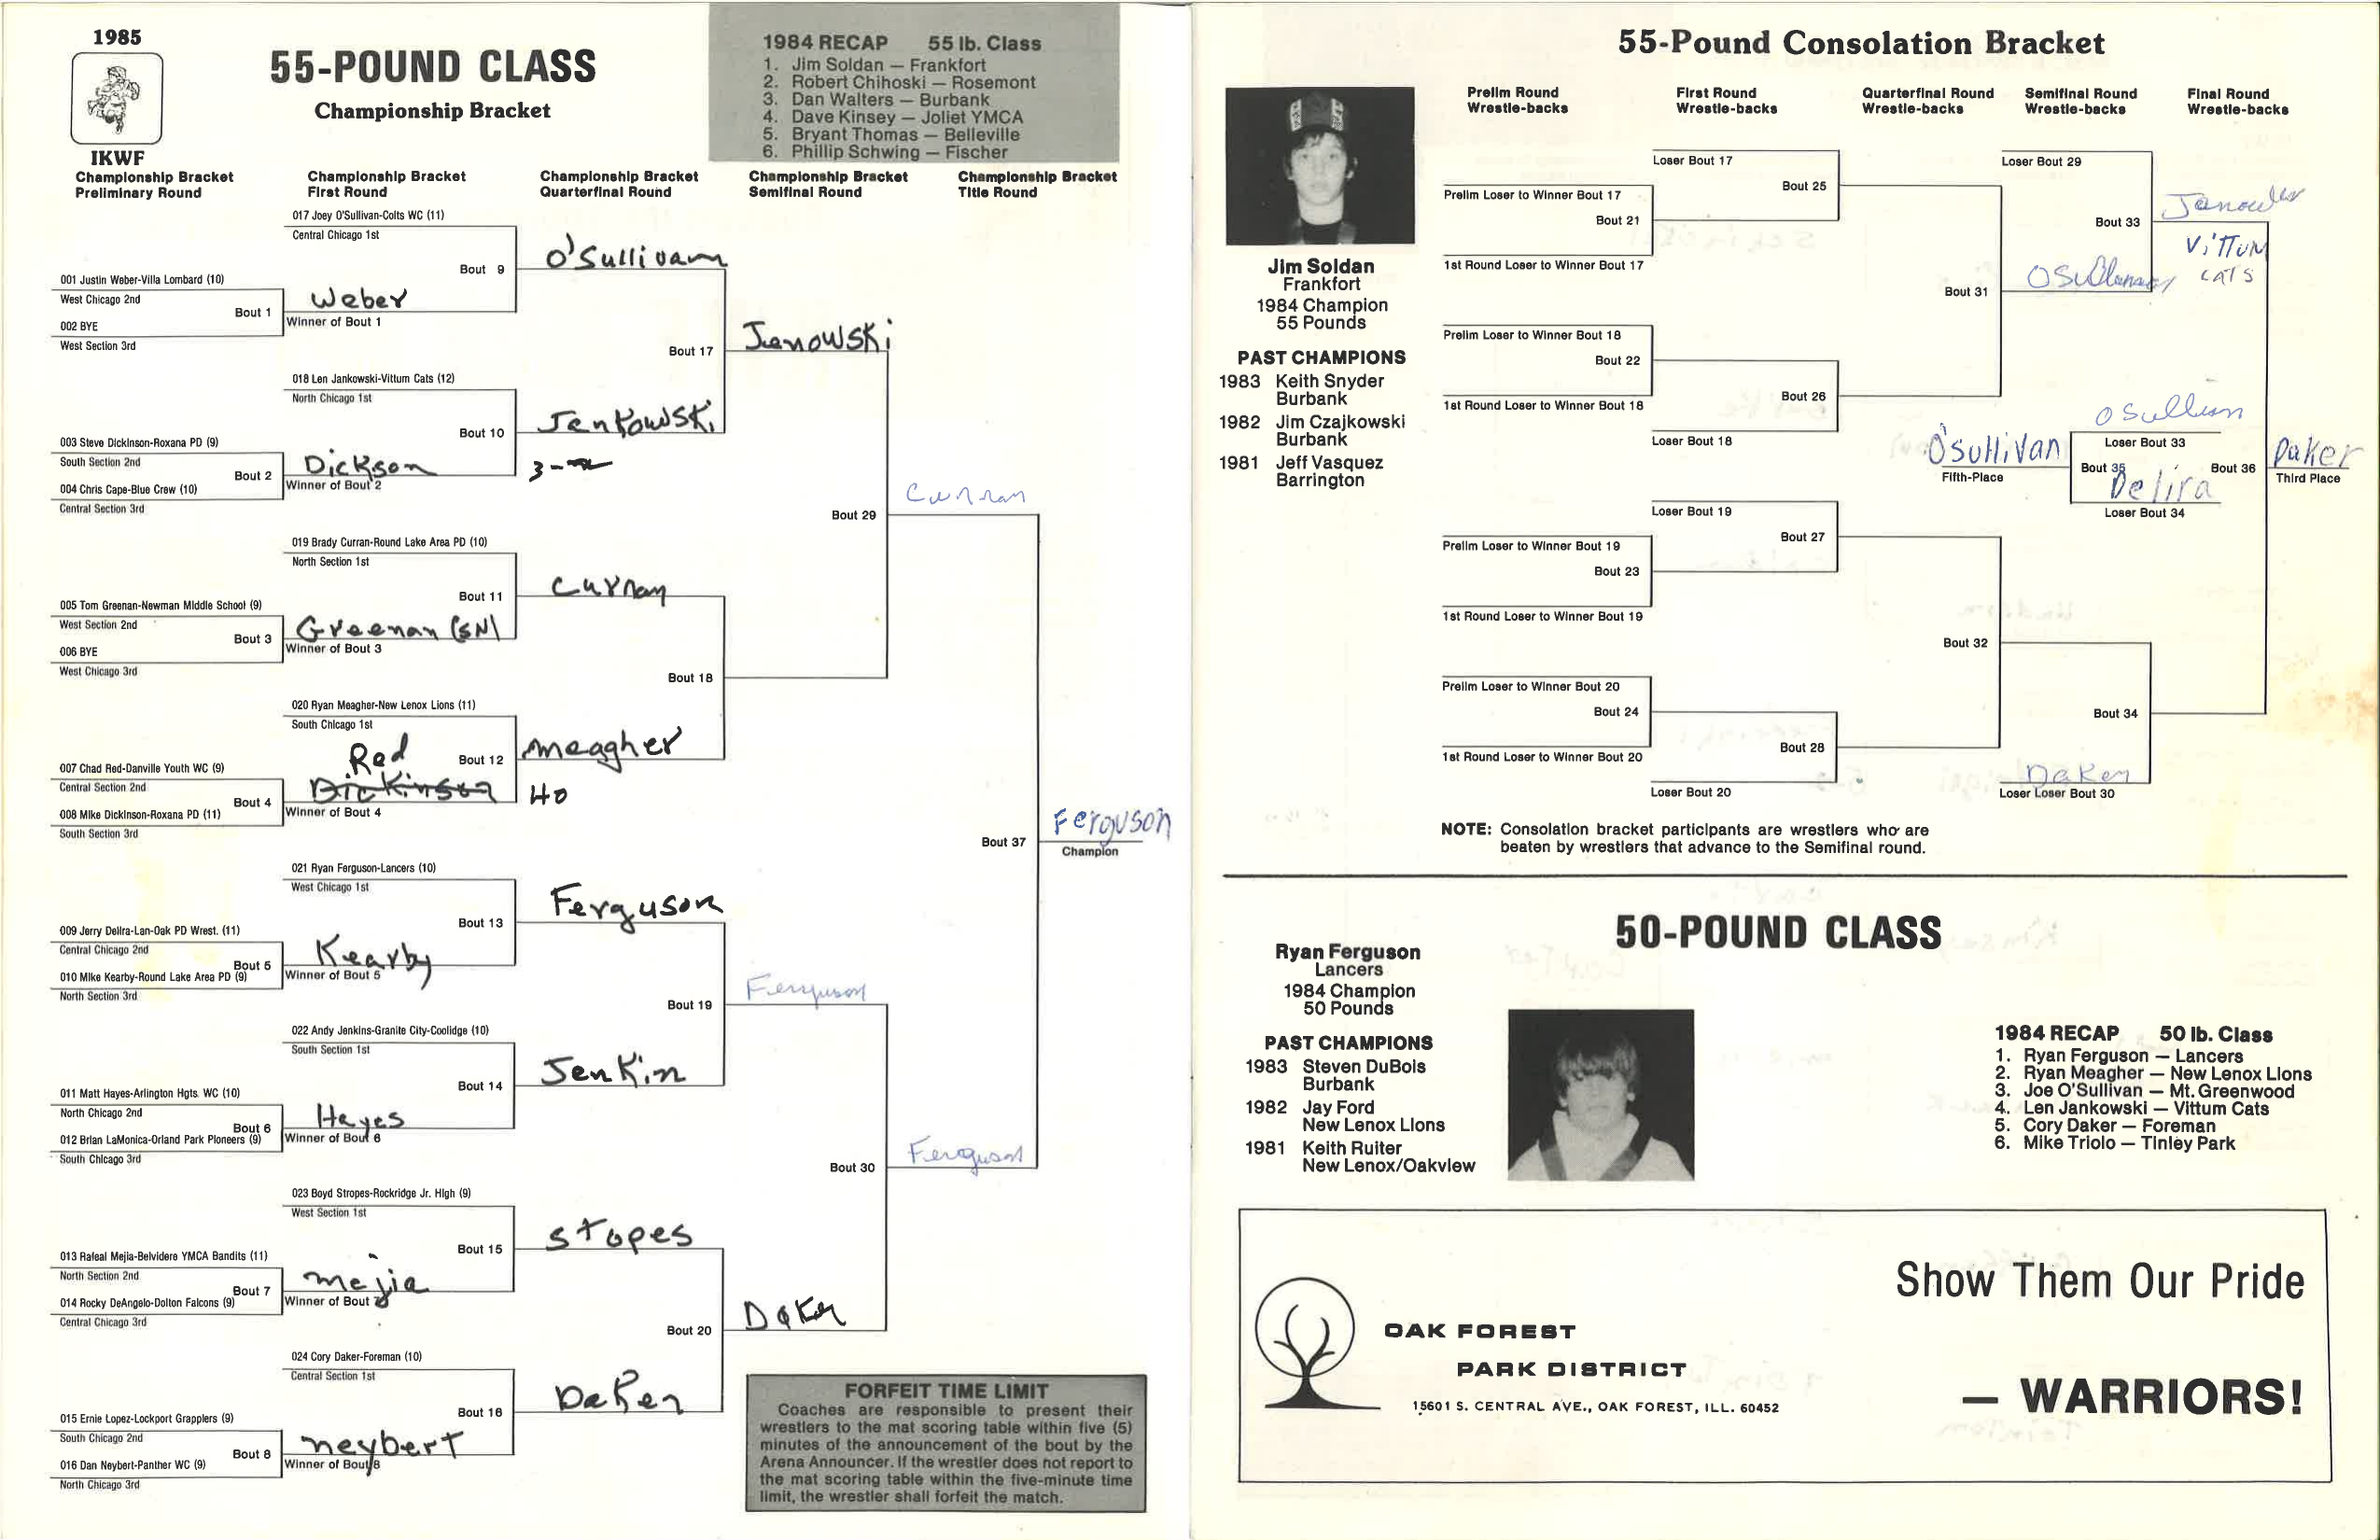 1985
IKWF
55-POUND CLASS
Championship Bracket
1984 RECAP 55 lb. Class
1. Jim Soldan — Frankfort
2. Robert Chihoski — Rosemont
3. Dan Walters — Burbank
4. Dave Kinsey — Joliet YMCA
5. Bryant Thomas — Belleville
6. Phillip Schwing — Fischer
Championship Bracket
Preliminary Round
Championship Bracket
First Round
Championship Bracket
Quarterfinal Round
Championship Bracket
Semifinal Round
Championship Bracket
Title Round
017 Joey O'Sullivan-Colts WC (11)
Central Chicago 1st
Bout 9
O'Sullivan
001 Justin Weber-Villa Lombard (10)
West Chicago 2nd
Bout 1
Weber
Winner of Bout 1
002 BYE
West Section 3rd
Bout 17
Janowski
018 Len Jankowski-Vittum Cats (12)
North Chicago 1st
Bout 10
Jankowski
003 Steve Dickinson-Roxana PD (9)
South Section 2nd
Bout 2
Dickson
Winner of Bout 2
3-
004 Chris Cape-Blue Crew (10)
Central Section 3rd
Bout 29
Curran
019 Brady Curran-Round Lake Area PD (10)
North Section 1st
Bout 11
Curran
005 Tom Greenan-Newman Middle School (9)
West Section 2nd
Bout 3
Greenan (SN)
Winner of Bout 3
006 BYE
West Chicago 3rd
Bout 18
020 Ryan Meagher-New Lenox Lions (11)
South Chicago 1st
Red
Bout 12
meagher
007 Chad Red-Danville Youth WC (9)
Central Section 2nd
Bout 4
Dickinson
Winner of Bout 4
40
008 Mike Dickinson-Roxana PD (11)
South Section 3rd
Bout 37
Ferguson
Champion
021 Ryan Ferguson-Lancers (10)
West Chicago 1st
Bout 13
Ferguson
009 Jerry Delira-Lan-Oak PD Wrest. (11)
Central Chicago 2nd
Bout 5
Kearby
Winner of Bout 5
010 Mike Kearby-Round Lake Area PD (9)
North Section 3rd
Bout 19
Ferguson
022 Andy Jenkins-Granite City-Coolidge (10)
South Section 1st
Bout 14
Jenkin
011 Matt Hayes-Arlington Hgts. WC (10)
North Chicago 2nd
Bout 6
Hayes
Winner of Bout 6
012 Brian LaMonica-Orland Park Pioneers (9)
South Chicago 3rd
Bout 30
Ferguson
023 Boyd Stropes-Rockridge Jr. High (9)
West Section 1st
Bout 15
Stopes
013 Rafeal Mejia-Belvidere YMCA Bandits (11)
North Section 2nd
Bout 7
mejia
Winner of Bout 7
014 Rocky DeAngelo-Dolton Falcons (9)
Central Chicago 3rd
Bout 20
Daker
024 Cory Daker-Foreman (10)
Central Section 1st
Bout 16
Daker
015 Ernie Lopez-Lockport Grapplers (9)
South Chicago 2nd
Bout 8
neybert
Winner of Bout 8
016 Dan Neybert-Panther WC (9)
North Chicago 3rd
FORFEIT TIME LIMIT
Coaches are responsible to present their
wrestlers to the mat scoring table within five (5)
minutes of the announcement of the bout by the
Arena Announcer. If the wrestler does not report to
the mat scoring table within the five-minute time
limit, the wrestler shall forfeit the match.
55-Pound Consolation Bracket
Jim Soldan
Frankfort
1984 Champion
55 Pounds
PAST CHAMPIONS
1983 Keith Snyder
Burbank
1982 Jim Czajkowski
Burbank
1981 Jeff Vasquez
Barrington
Prelim Round
Wrestle-backs
First Round
Wrestle-backs
Quarterfinal Round
Wrestle-backs
Semifinal Round
Wrestle-backs
Final Round
Wrestle-backs
Loser Bout 17
Bout 25
Prelim Loser to Winner Bout 17
Bout 21
1st Round Loser to Winner Bout 17
Loser Bout 29
Bout 33
Vittum
CATS
Bout 31
Prelim Loser to Winner Bout 18
Bout 22
1st Round Loser to Winner Bout 18
Bout 26
Loser Bout 18
O Sullivan
Loser Bout 33
O'Sullivan
Fifth-Place
Bout 35
Delira
Loser Bout 34
Bout 36
Daker
Third Place
Loser Bout 19
Bout 27
Prelim Loser to Winner Bout 19
Bout 23
1st Round Loser to Winner Bout 19
Bout 32
Prelim Loser to Winner Bout 20
Bout 24
1st Round Loser to Winner Bout 20
Bout 34
Bout 28
Loser Bout 20
Daker
Loser Loser Bout 30
NOTE: Consolation bracket participants are wrestlers who are
beaten by wrestlers that advance to the Semifinal round.
50-POUND CLASS
Ryan Ferguson
Lancers
1984 Champion
50 Pounds
PAST CHAMPIONS
1983 Steven DuBois
Burbank
1982 Jay Ford
New Lenox Lions
1981 Keith Ruiter
New Lenox/Oakview
1984 RECAP 50 lb. Class
1. Ryan Ferguson — Lancers
2. Ryan Meagher — New Lenox Lions
3. Joe O'Sullivan — Mt. Greenwood
4. Len Jankowski — Vittum Cats
5. Cory Daker — Foreman
6. Mike Triolo — Tinley Park
OAK FOREST
PARK DISTRICT
15601 S. CENTRAL AVE., OAK FOREST, ILL. 60452
Show Them Our Pride
— WARRIORS!